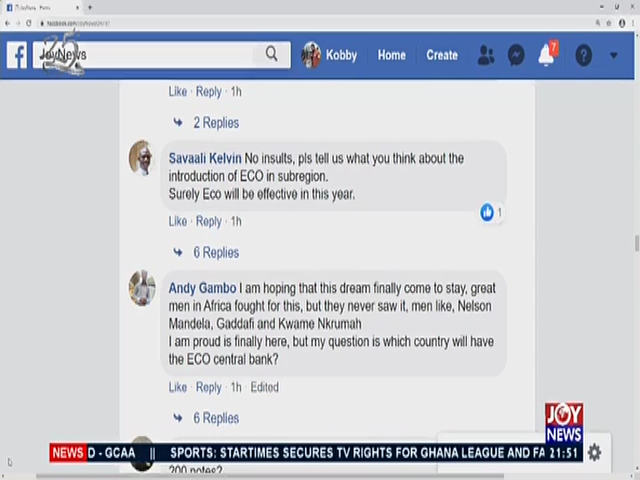 JoyNews
Kobby
Home
Create
7
Like · Reply · 1h
2 Replies
Savaali Kelvin No insults, pls tell us what you think about the
introduction of ECO in subregion.
Surely Eco will be effective in this year.
1
Like · Reply · 1h
6 Replies
Andy Gambo I am hoping that this dream finally come to stay, great
men in Africa fought for this, but they never saw it, men like, Nelson
Mandela, Gaddafi and Kwame Nkrumah
I am proud is finally here, but my question is which country will have
the ECO central bank?
Like · Reply · 1h · Edited
6 Replies
JOY
NEWS
NEWS D - GCAA || SPORTS: STARTIMES SECURES TV RIGHTS FOR GHANA LEAGUE AND FA 21:51
200 notes?